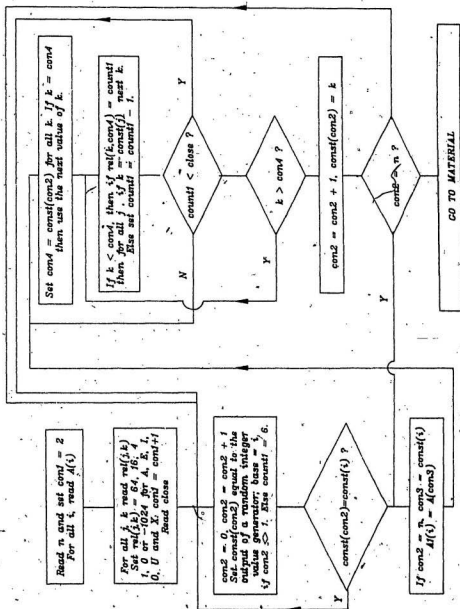 Read n and set con1 = 2
For all i, read A(i)
For all j, k read rel(j,k)
Set rel(j,k) = 64, 16, 4
1, 0 or -1024 for A, E, I,
O, U and X. con1 = con1+1
Read close
con2 = 0, con2 = con2 + 1
Set const(con2) equal to the
output of a random integer
value generator; base = i,
if con2 ≤ 1. Else count1 = 6.
const(con2)=const(i) ?
Y
If con2 = n, con3 = const(i)
A1(i) = A(con3)
Set con4 = const(con2) for all k. If k = con4
then use the next value of k.
If k < con4, then if rel(k,con4) = count1
then for all j, if k = const(j) next k.
Else set count1 = count1 - 1.
count1 < close ?
Y
N
k > con4 ?
Y
con2 = con2 + 1, const(con2) = k
con2 = n ?
Y
GO TO MATERIAL